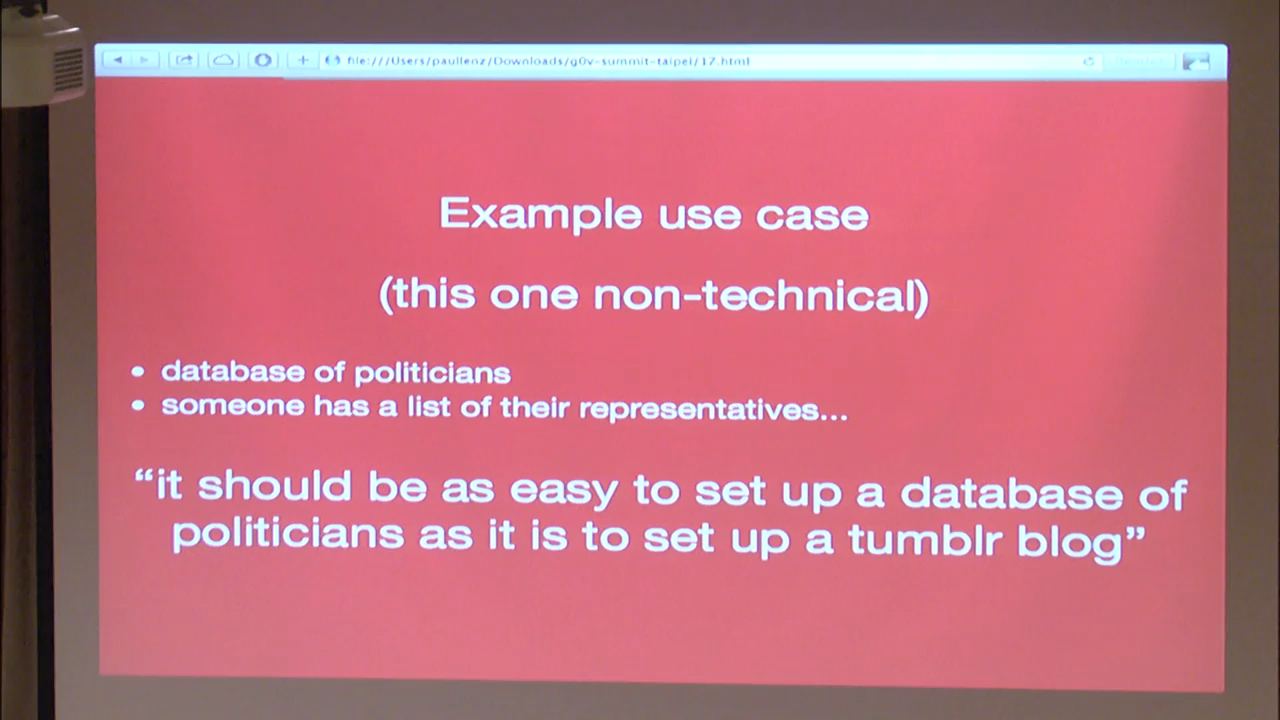 file:///Users/paullenz/Downloads/g0v-summit-taipei/17.html
Example use case
(this one non-technical)
• database of politicians
• someone has a list of their representatives...
“it should be as easy to set up a database of
politicians as it is to set up a tumblr blog”